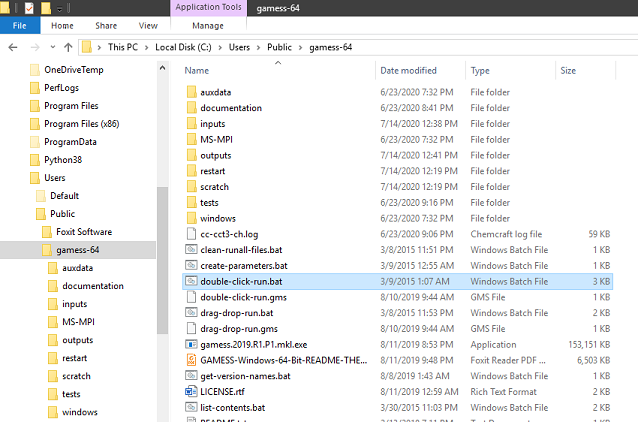 Application Tools
gamess-64
File
Home
Share
View
Manage
This PC > Local Disk (C:) > Users > Public > gamess-64
OneDriveTemp
PerfLogs
Program Files
Program Files (x86)
ProgramData
Python38
Users
Default
Public
Foxit Software
gamess-64
auxdata
documentation
inputs
MS-MPI
outputs
restart
scratch
tests
windows
Name Date modified Type Size
auxdata 6/23/2020 7:32 PM File folder
documentation 6/23/2020 8:41 PM File folder
inputs 7/14/2020 12:38 PM File folder
MS-MPI 6/23/2020 7:32 PM File folder
outputs 7/14/2020 12:41 PM File folder
restart 7/14/2020 12:19 PM File folder
scratch 7/14/2020 12:19 PM File folder
tests 6/23/2020 9:16 PM File folder
windows 6/23/2020 7:32 PM File folder
cc-cct3-ch.log 6/23/2020 9:06 PM Chemcraft log file 59 KB
clean-runall-files.bat 3/8/2015 11:51 PM Windows Batch File 1 KB
create-parameters.bat 3/9/2015 12:55 AM Windows Batch File 1 KB
double-click-run.bat 3/9/2015 1:07 AM Windows Batch File 3 KB
double-click-run.gms 8/10/2019 9:44 AM GMS File 1 KB
drag-drop-run.bat 3/8/2015 11:53 PM Windows Batch File 2 KB
drag-drop-run.gms 8/10/2019 9:44 AM GMS File 1 KB
gamess.2019.R1.P1.mkl.exe 8/11/2019 8:53 PM Application 153,151 KB
GAMESS-Windows-64-Bit-README-THE... 8/11/2019 9:48 PM Foxit Reader PDF ... 6,503 KB
get-version-names.bat 8/8/2019 1:43 AM Windows Batch File 1 KB
LICENSE.rtf 8/11/2019 12:59 AM Rich Text Format 2 KB
list-contents.bat 3/30/2015 11:03 PM Windows Batch File 2 KB